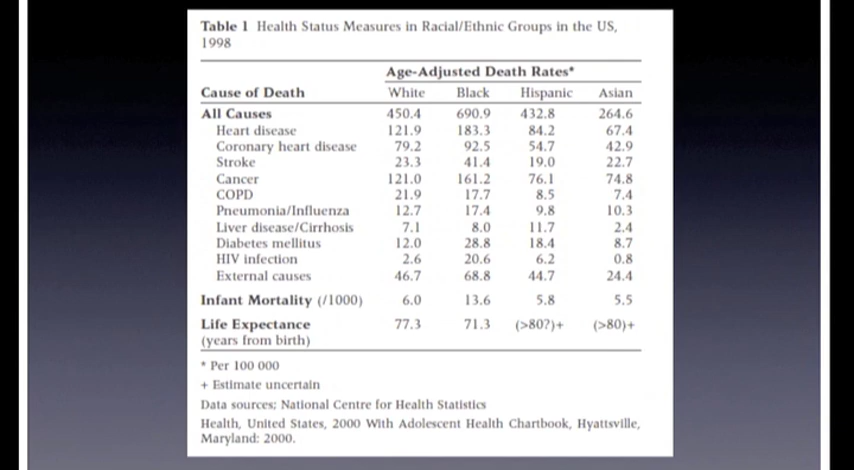 Table 1 Health Status Measures in Racial/Ethnic Groups in the US,
1998
Age-Adjusted Death Rates*
Cause of Death White Black Hispanic Asian
All Causes 450.4 690.9 432.8 264.6
Heart disease 121.9 183.3 84.2 67.4
Coronary heart disease 79.2 92.5 54.7 42.9
Stroke 23.3 41.4 19.0 22.7
Cancer 121.0 161.2 76.1 74.8
COPD 21.9 17.7 8.5 7.4
Pneumonia/Influenza 12.7 17.4 9.8 10.3
Liver disease/Cirrhosis 7.1 8.0 11.7 2.4
Diabetes mellitus 12.0 28.8 18.4 8.7
HIV infection 2.6 20.6 6.2 0.8
External causes 46.7 68.8 44.7 24.4
Infant Mortality (/1000) 6.0 13.6 5.8 5.5
Life Expectance 77.3 71.3 (>80?)+ (>80)+
(years from birth)
* Per 100 000
+ Estimate uncertain
Data sources; National Centre for Health Statistics
Health, United States, 2000 With Adolescent Health Chartbook, Hyattsville,
Maryland: 2000.